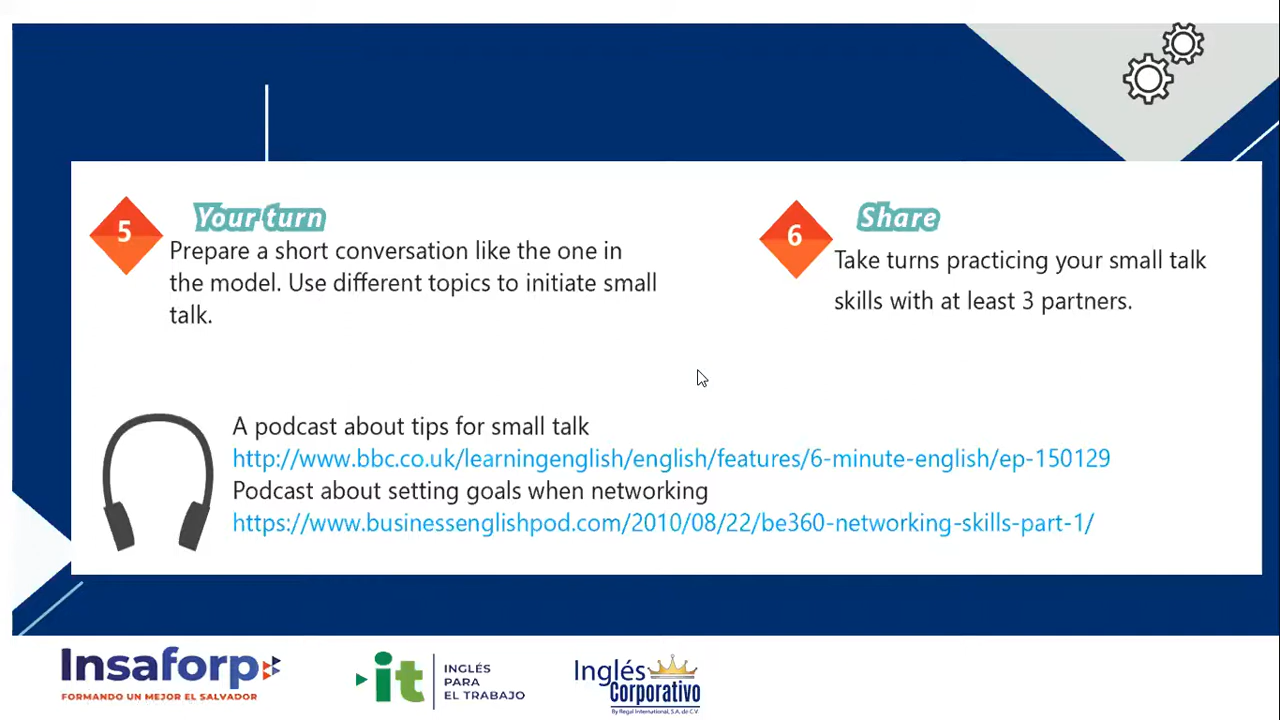 5
Your turn
Prepare a short conversation like the one in
the model. Use different topics to initiate small
talk.
6
Share
Take turns practicing your small talk
skills with at least 3 partners.
A podcast about tips for small talk
http://www.bbc.co.uk/learningenglish/english/features/6-minute-english/ep-150129
Podcast about setting goals when networking
https://www.businessenglishpod.com/2010/08/22/be360-networking-skills-part-1/
Insaforp
FORMANDO UN MEJOR EL SALVADOR
it
INGLÉS
PARA
EL TRABAJO
Inglés
Corporativo
By Regal International, S.A. de C.V.